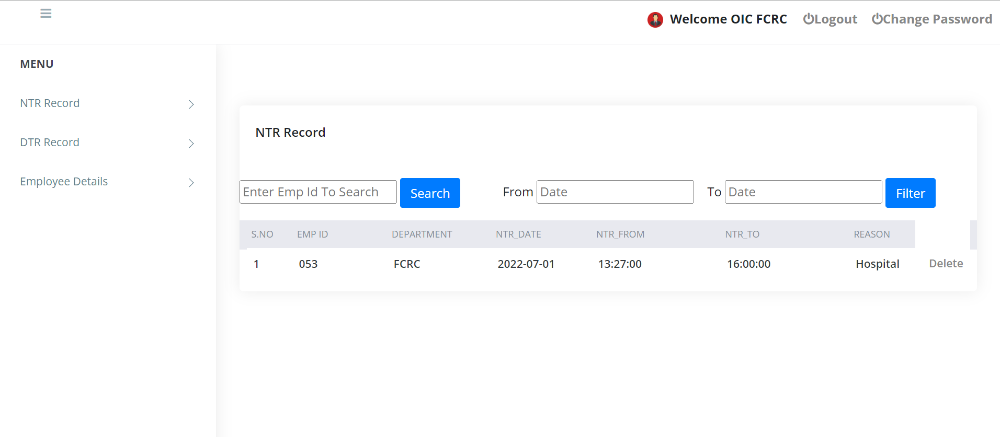 Welcome OIC FCRC Logout Change Password
MENU
NTR Record
DTR Record
Employee Details
NTR Record
Enter Emp Id To Search Search From Date To Date Filter
S.NO EMP ID DEPARTMENT NTR_DATE NTR_FROM NTR_TO REASON
1 053 FCRC 2022-07-01 13:27:00 16:00:00 Hospital Delete